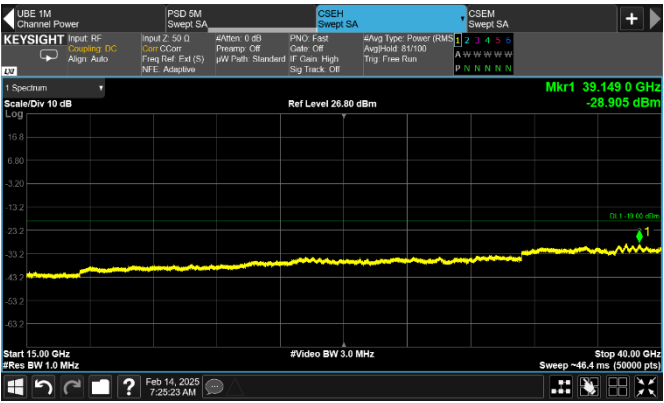 UBE 1M
Channel Power
PSD 5M
Swept SA
CSEH
Swept SA
CSEM
Swept SA
KEYSIGHT
Input: RF
Coupling: DC
Align: Auto
Input Z: 50 Ω
Corr CCorr
Freq Ref: Ext (S)
NFE: Adaptive
#Atten: 0 dB
Preamp: Off
µW Path: Standard
PNO: Fast
Gate: Off
IF Gain: High
Sig Track: Off
#Avg Type: Power (RMS
Avg|Hold: 81/100
Trig: Free Run
1 2 3 4 5 6
A W W W W W
P N N N N N
LXI
1 Spectrum
Scale/Div 10 dB
Ref Level 26.80 dBm
Mkr1 39.149 0 GHz
-28.905 dBm
Log
16.8
6.80
-3.20
-13.2
DL1 -19.00 dBm
-23.2
1
-33.2
-43.2
-53.2
-63.2
Start 15.00 GHz
#Video BW 3.0 MHz
Stop 40.00 GHz
#Res BW 1.0 MHz
Sweep ~46.4 ms (50000 pts)
?
Feb 14, 2025
7:25:23 AM